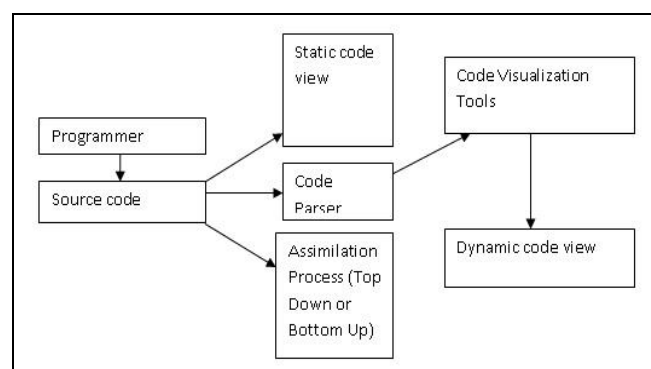 Static code
view
Code Visualization
Tools
Programmer
Source code
Code
Parser
Assimilation
Process (Top
Down or
Bottom Up)
Dynamic code view